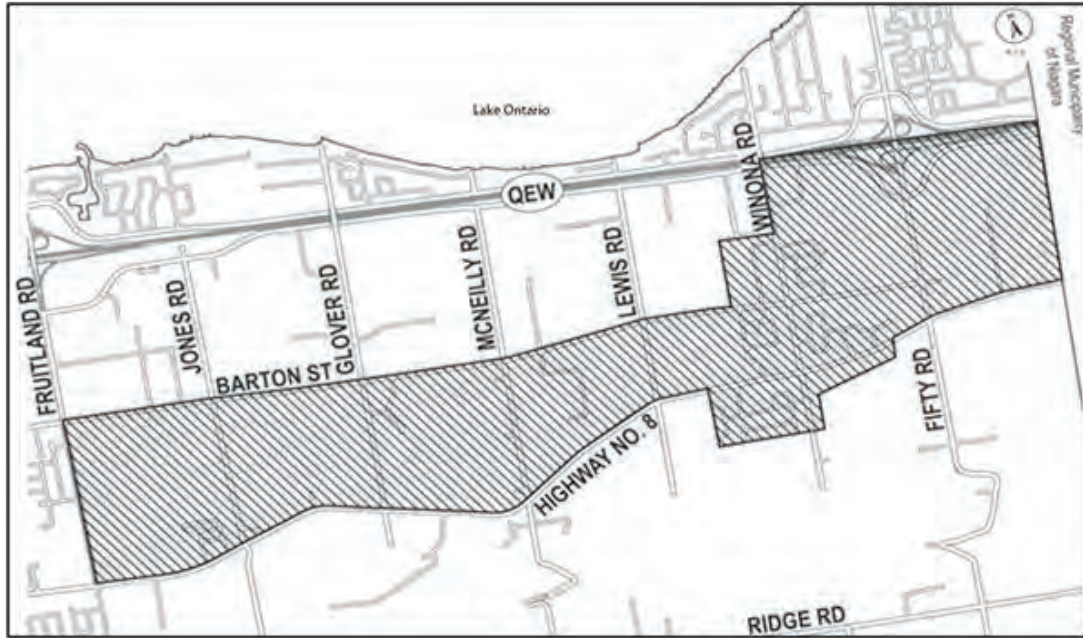 Regional Municipality
of Niagara
Lake Ontario
QEW
WINONA RD
FRUITLAND RD
JONES RD
GLOVER RD
MCNEILLY RD
LEWIS RD
BARTON ST
HIGHWAY NO. 8
FIFTY RD
RIDGE RD